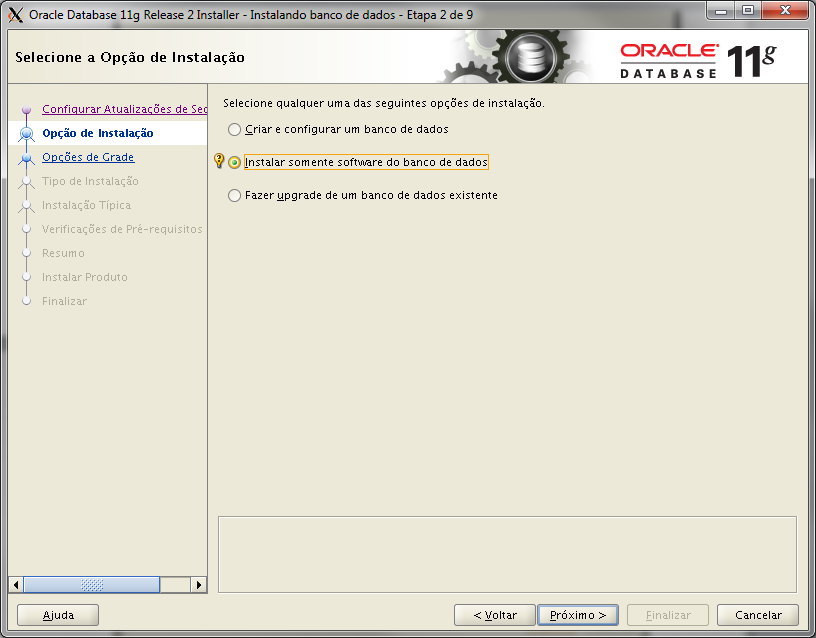 Oracle Database 11g Release 2 Installer - Instalando banco de dados - Etapa 2 de 9
Selecione a Opção de Instalação
ORACLE
DATABASE
11g
Configurar Atualizações de Sec
Opção de Instalação
Opções de Grade
Tipo de Instalação
Instalação Típica
Verificações de Pré-requisitos
Resumo
Instalar Produto
Finalizar
Selecione qualquer uma das seguintes opções de instalação.
Criar e configurar um banco de dados
Instalar somente software do banco de dados
Fazer upgrade de um banco de dados existente
Ajuda
< Voltar
Próximo >
Finalizar
Cancelar